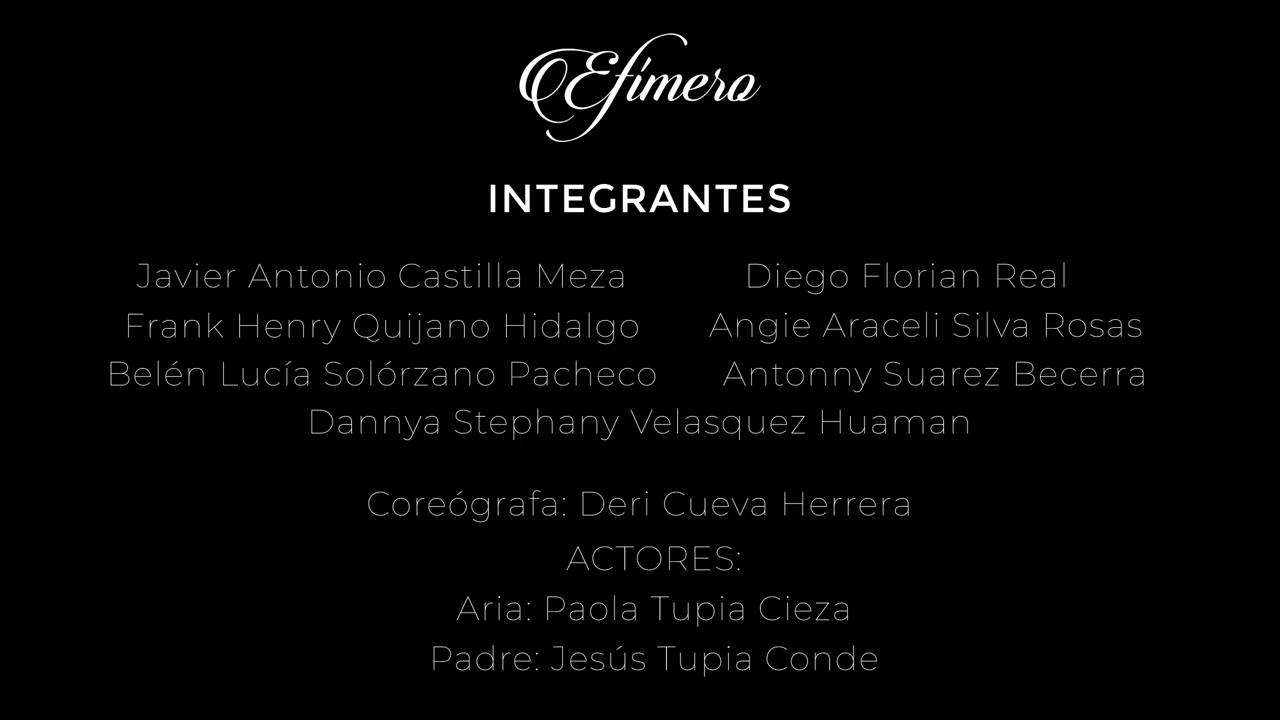 Efímero
INTEGRANTES
Javier Antonio Castilla Meza
Diego Florian Real
Frank Henry Quijano Hidalgo
Angie Araceli Silva Rosas
Belén Lucía Solórzano Pacheco
Antonny Suarez Becerra
Dannya Stephany Velasquez Huaman
Coreógrafa: Deri Cueva Herrera
ACTORES:
Aria: Paola Tupia Cieza
Padre: Jesús Tupia Conde